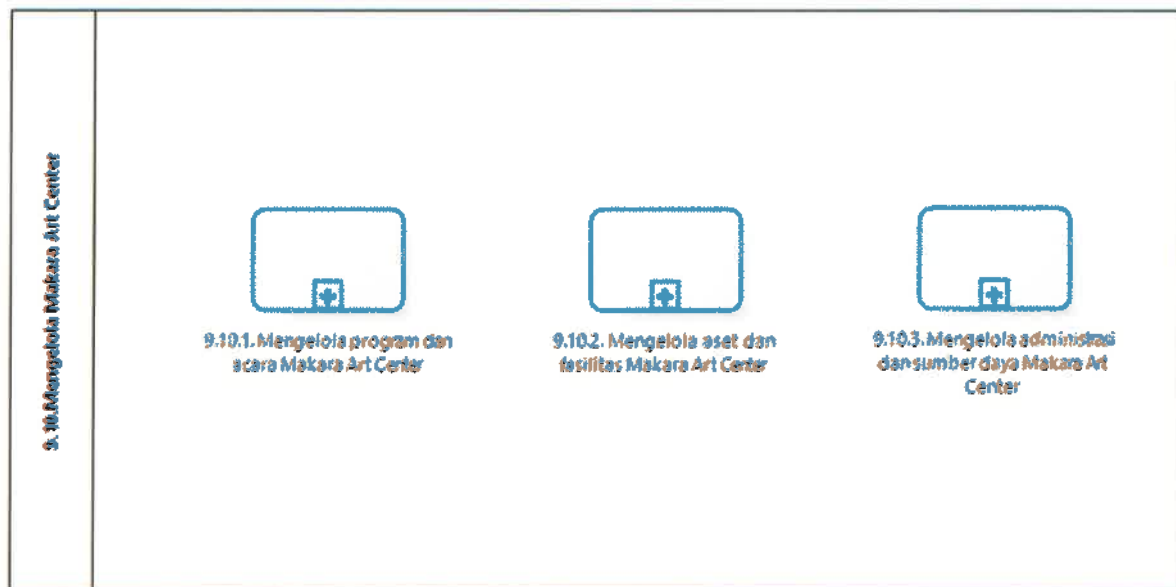 9.10.Mengelola Makara Art Center
9.10.1. Mengelola program dan
acara Makara Art Center
9.10.2. Mengelola aset dan
fasilitas Makara Art Center
9.10.3. Mengelola administrasi
dan sumber daya Makara Art
Center